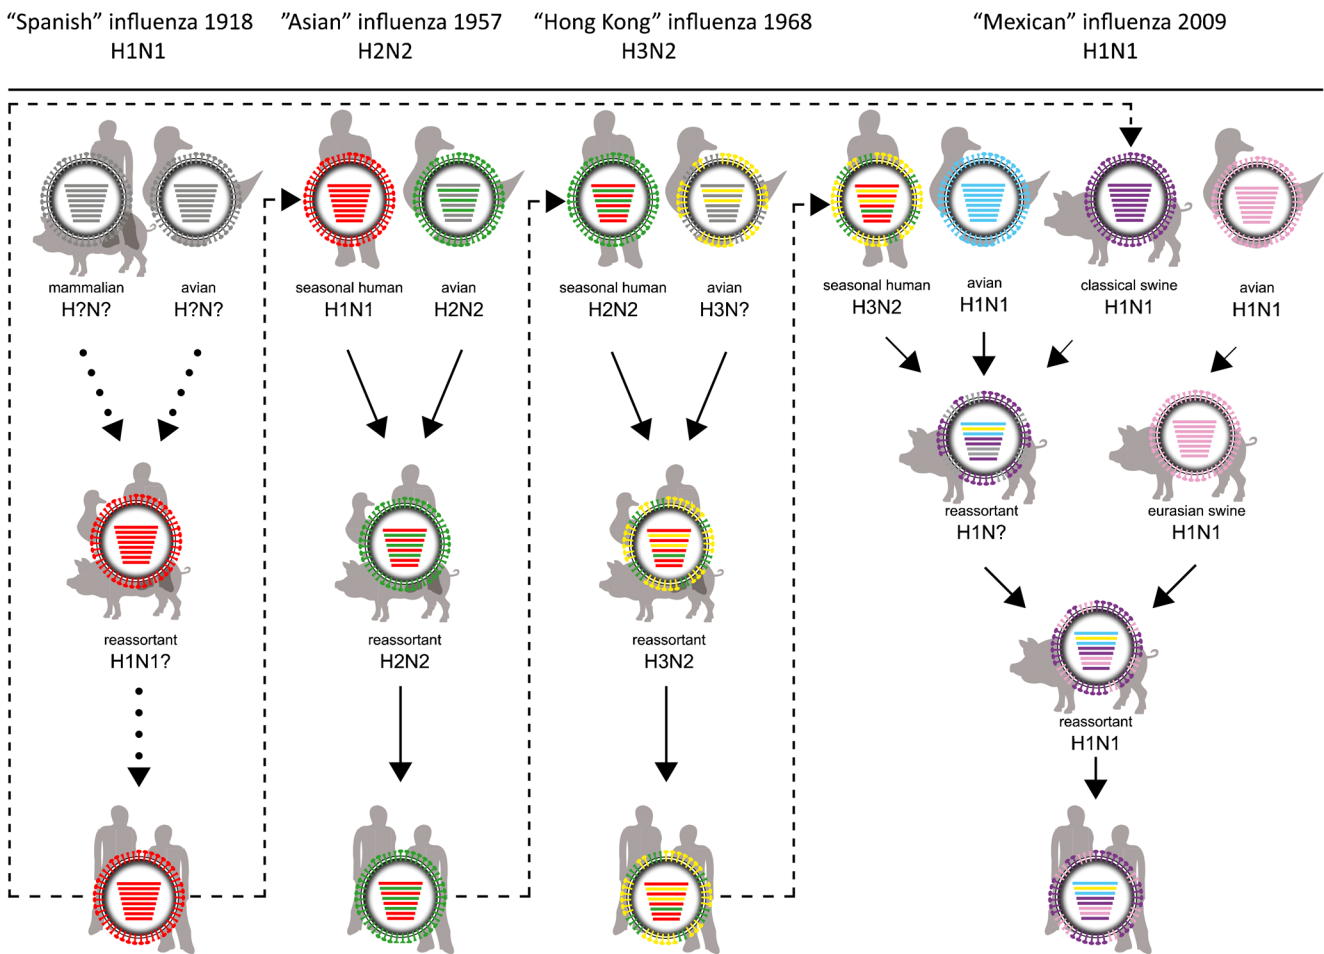 “Spanish” influenza 1918
H1N1
”Asian” influenza 1957
H2N2
“Hong Kong” influenza 1968
H3N2
“Mexican” influenza 2009
H1N1
mammalian
H?N?
avian
H?N?
seasonal human
H1N1
avian
H2N2
seasonal human
H2N2
avian
H3N?
seasonal human
H3N2
avian
H1N1
classical swine
H1N1
avian
H1N1
reassortant
H1N?
eurasian swine
H1N1
reassortant
H1N1?
reassortant
H2N2
reassortant
H3N2
reassortant
H1N1